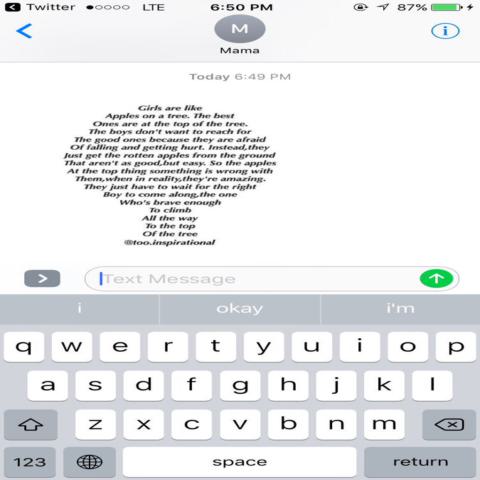 Twitter LTE 6:50 PM 87%
M
Mama
Today 6:49 PM
Girls are like
Apples on a tree. The best
Ones are at the top of the tree.
The boys don't want to reach for
The good ones because they are afraid
Of falling and getting hurt. Instead,they
Just get the rotten apples from the ground
That aren't as good,but easy. So the apples
At the top thing something is wrong with
Them,when in reality,they're amazing.
They just have to wait for the right
Boy to come along,the one
Who's brave enough
To climb
All the way
To the top
Of the tree
@too.inspirational
Text Message
i okay i'm
q w e r t y u i o p
a s d f g h j k l
z x c v b n m
123 space return